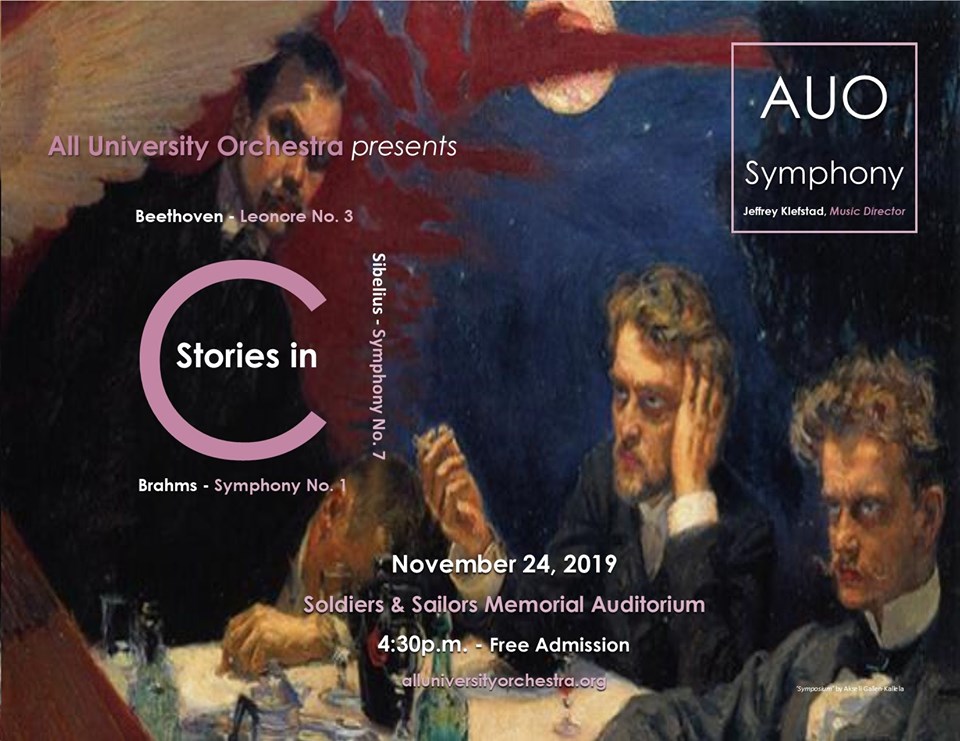 AUO
Symphony
Jeffrey Klefstad, Music Director
All University Orchestra presents
Beethoven - Leonore No. 3
Stories in
C
Sibelius - Symphony No. 7
Brahms - Symphony No. 1
November 24, 2019
Soldiers & Sailors Memorial Auditorium
4:30p.m. - Free Admission
alluniversityorchestra.org
"Symposium" by Akseli Gallen-Kallela